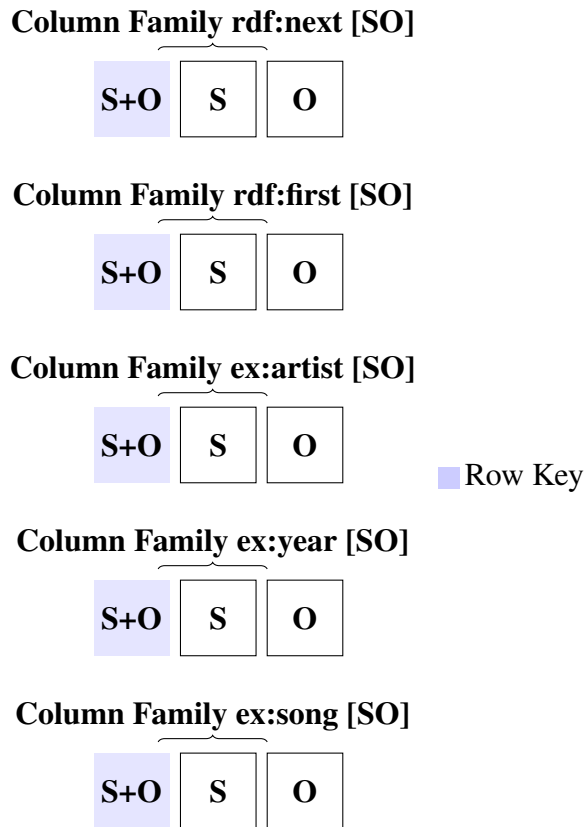 Column Family rdf:next [SO]
S+O S O
Column Family rdf:first [SO]
S+O S O
Column Family ex:artist [SO]
S+O S O
Row Key
Column Family ex:year [SO]
S+O S O
Column Family ex:song [SO]
S+O S O